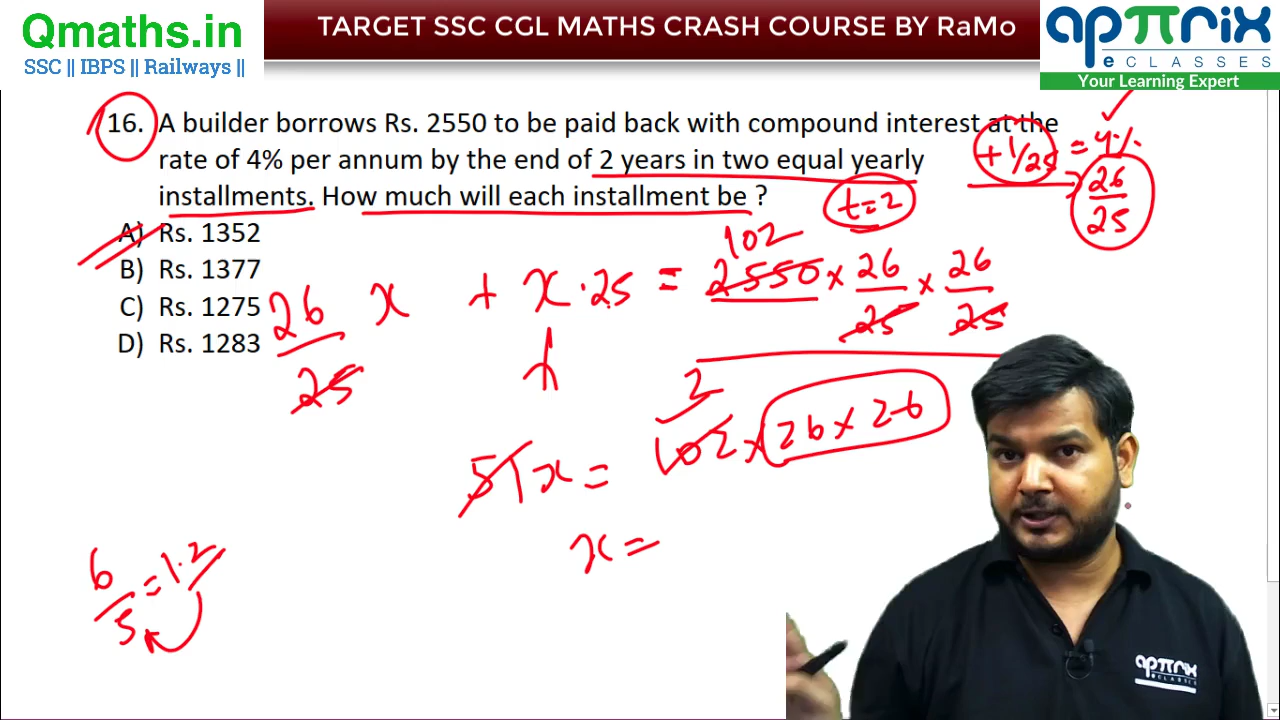 Qmaths.in
SSC || IBPS || Railways ||
TARGET SSC CGL MATHS CRASH COURSE BY RaMo
apπrix
e CLASSES
Your Learning Expert
16. A builder borrows Rs. 2550 to be paid back with compound interest at the
rate of 4% per annum by the end of 2 years in two equal yearly
installments. How much will each installment be ?
+1/25 = 4%
26/25
t=2
A) Rs. 1352
B) Rs. 1377
C) Rs. 1275
D) Rs. 1283
102
26/25 x + x·25 = 2550 × 26/25 × 26/25
2
51x = 102 × 26 × 26
x =
6/5 = 1.2
apπrix
eCLASSES